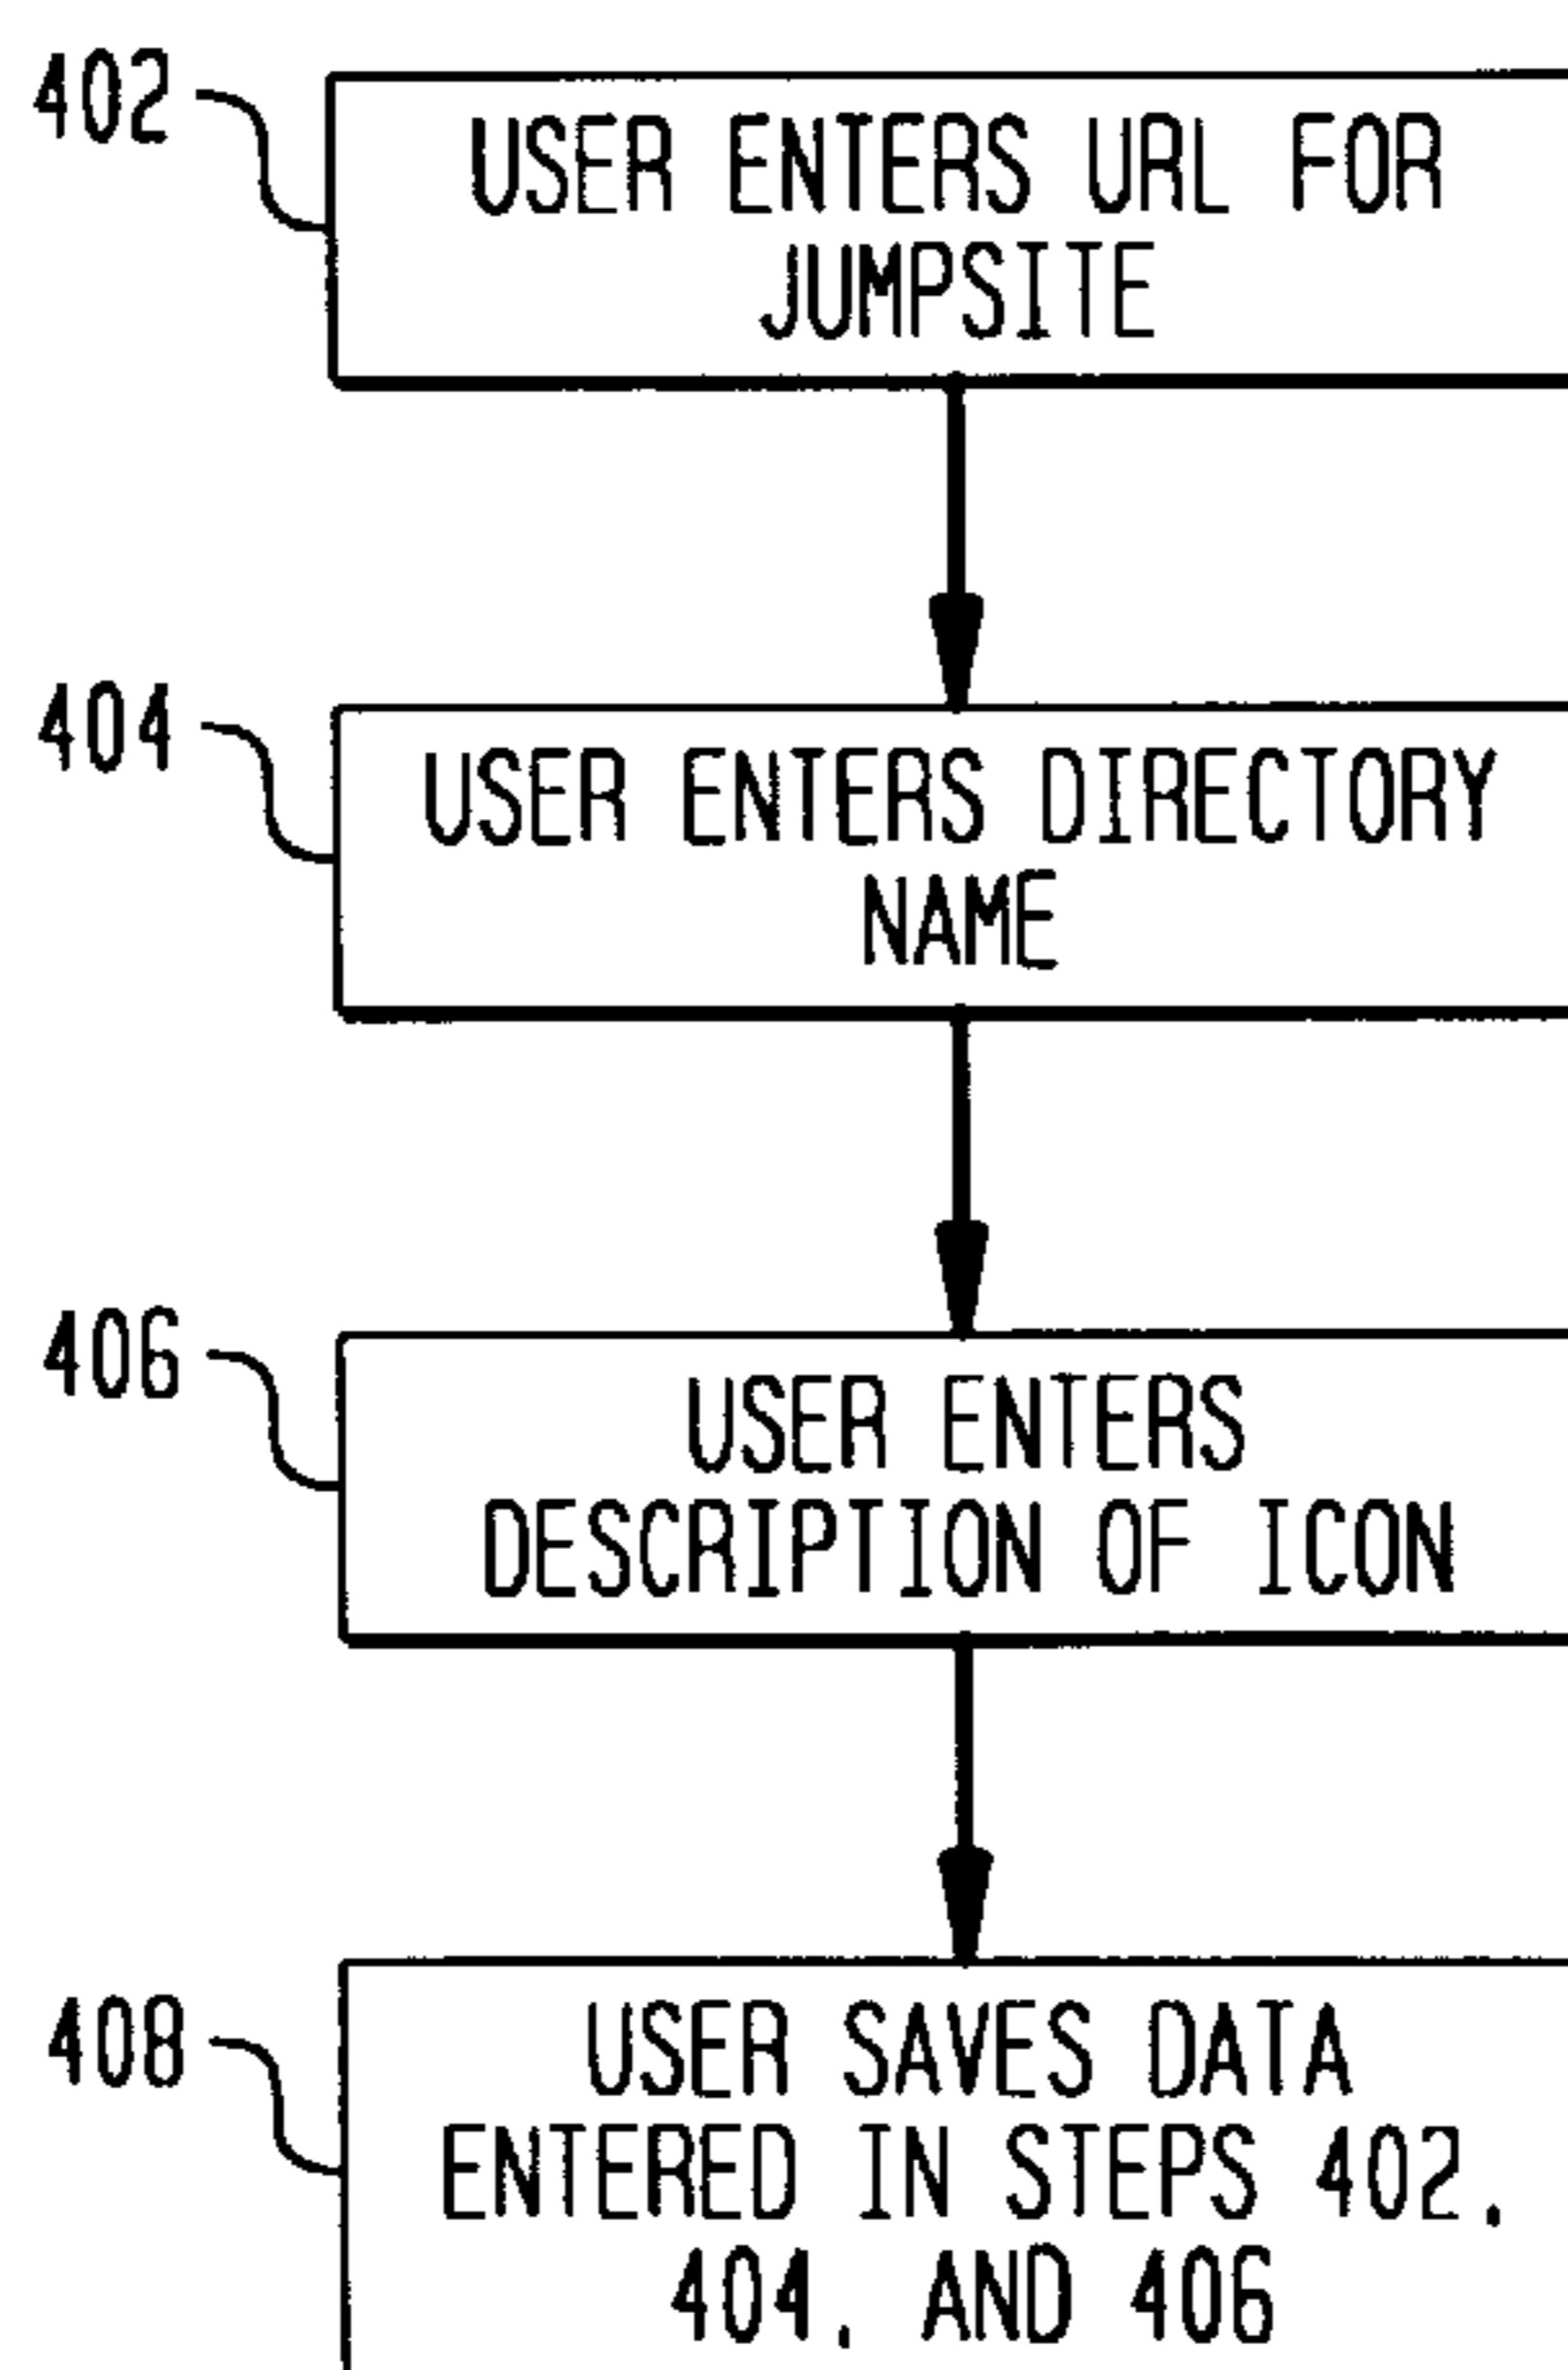 402
USER ENTERS URL FOR
JUMPSITE
404
USER ENTERS DIRECTORY
NAME
406
USER ENTERS
DESCRIPTION OF ICON
408
USER SAVES DATA
ENTERED IN STEPS 402,
404, AND 406